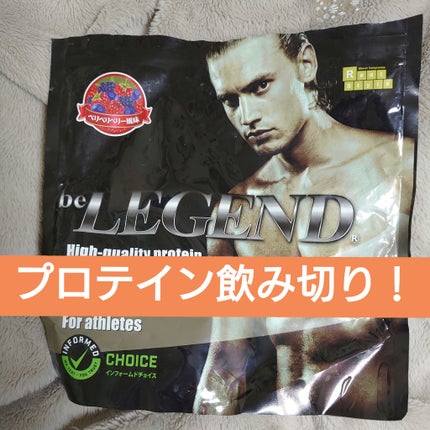 Real
Style
ベリベリベリー風味
be LEGEND
®
High-quality protein
プロテイン飲み切り！
For athletes
INFORMED
CHOICE
インフォームドチョイス